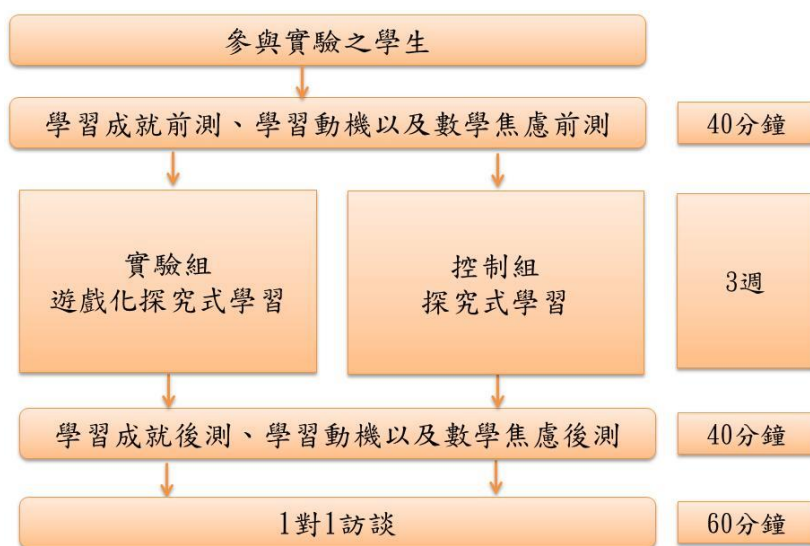 參與實驗之學生
學習成就前測、學習動機以及數學焦慮前測
40分鐘
實驗組
遊戲化探究式學習
控制組
探究式學習
3週
學習成就後測、學習動機以及數學焦慮後測
40分鐘
1對1訪談
60分鐘